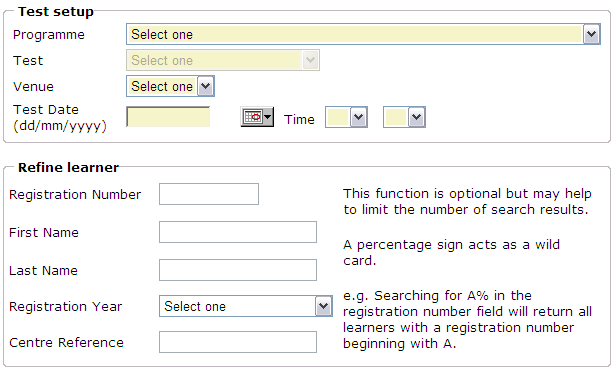 Test setup
Programme Select one
Test Select one
Venue Select one
Test Date
(dd/mm/yyyy) Time
Refine learner
Registration Number
First Name
Last Name
Registration Year Select one
Centre Reference
This function is optional but may help
to limit the number of search results.
A percentage sign acts as a wild
card.
e.g. Searching for A% in the
registration number field will return all
learners with a registration number
beginning with A.